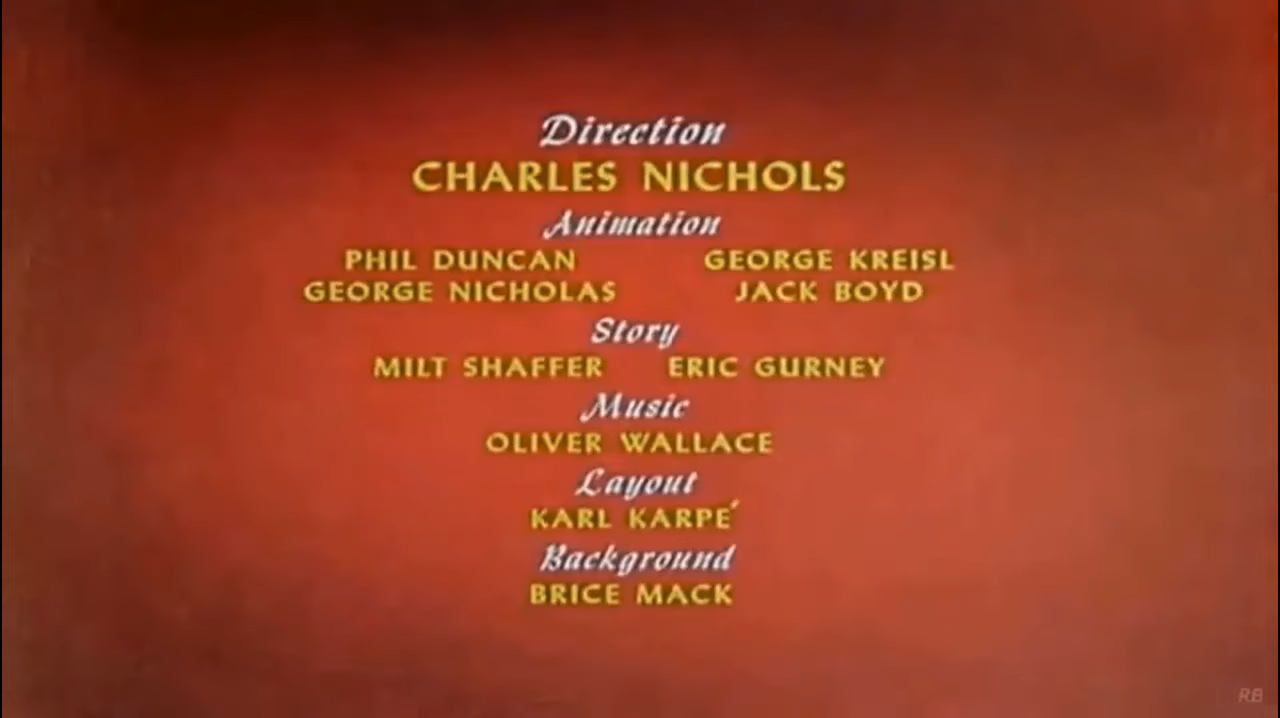 Direction
CHARLES NICHOLS
Animation
PHIL DUNCAN GEORGE KREISL
GEORGE NICHOLAS JACK BOYD
Story
MILT SHAFFER ERIC GURNEY
Music
OLIVER WALLACE
Layout
KARL KARPÉ
Background
BRICE MACK
RB